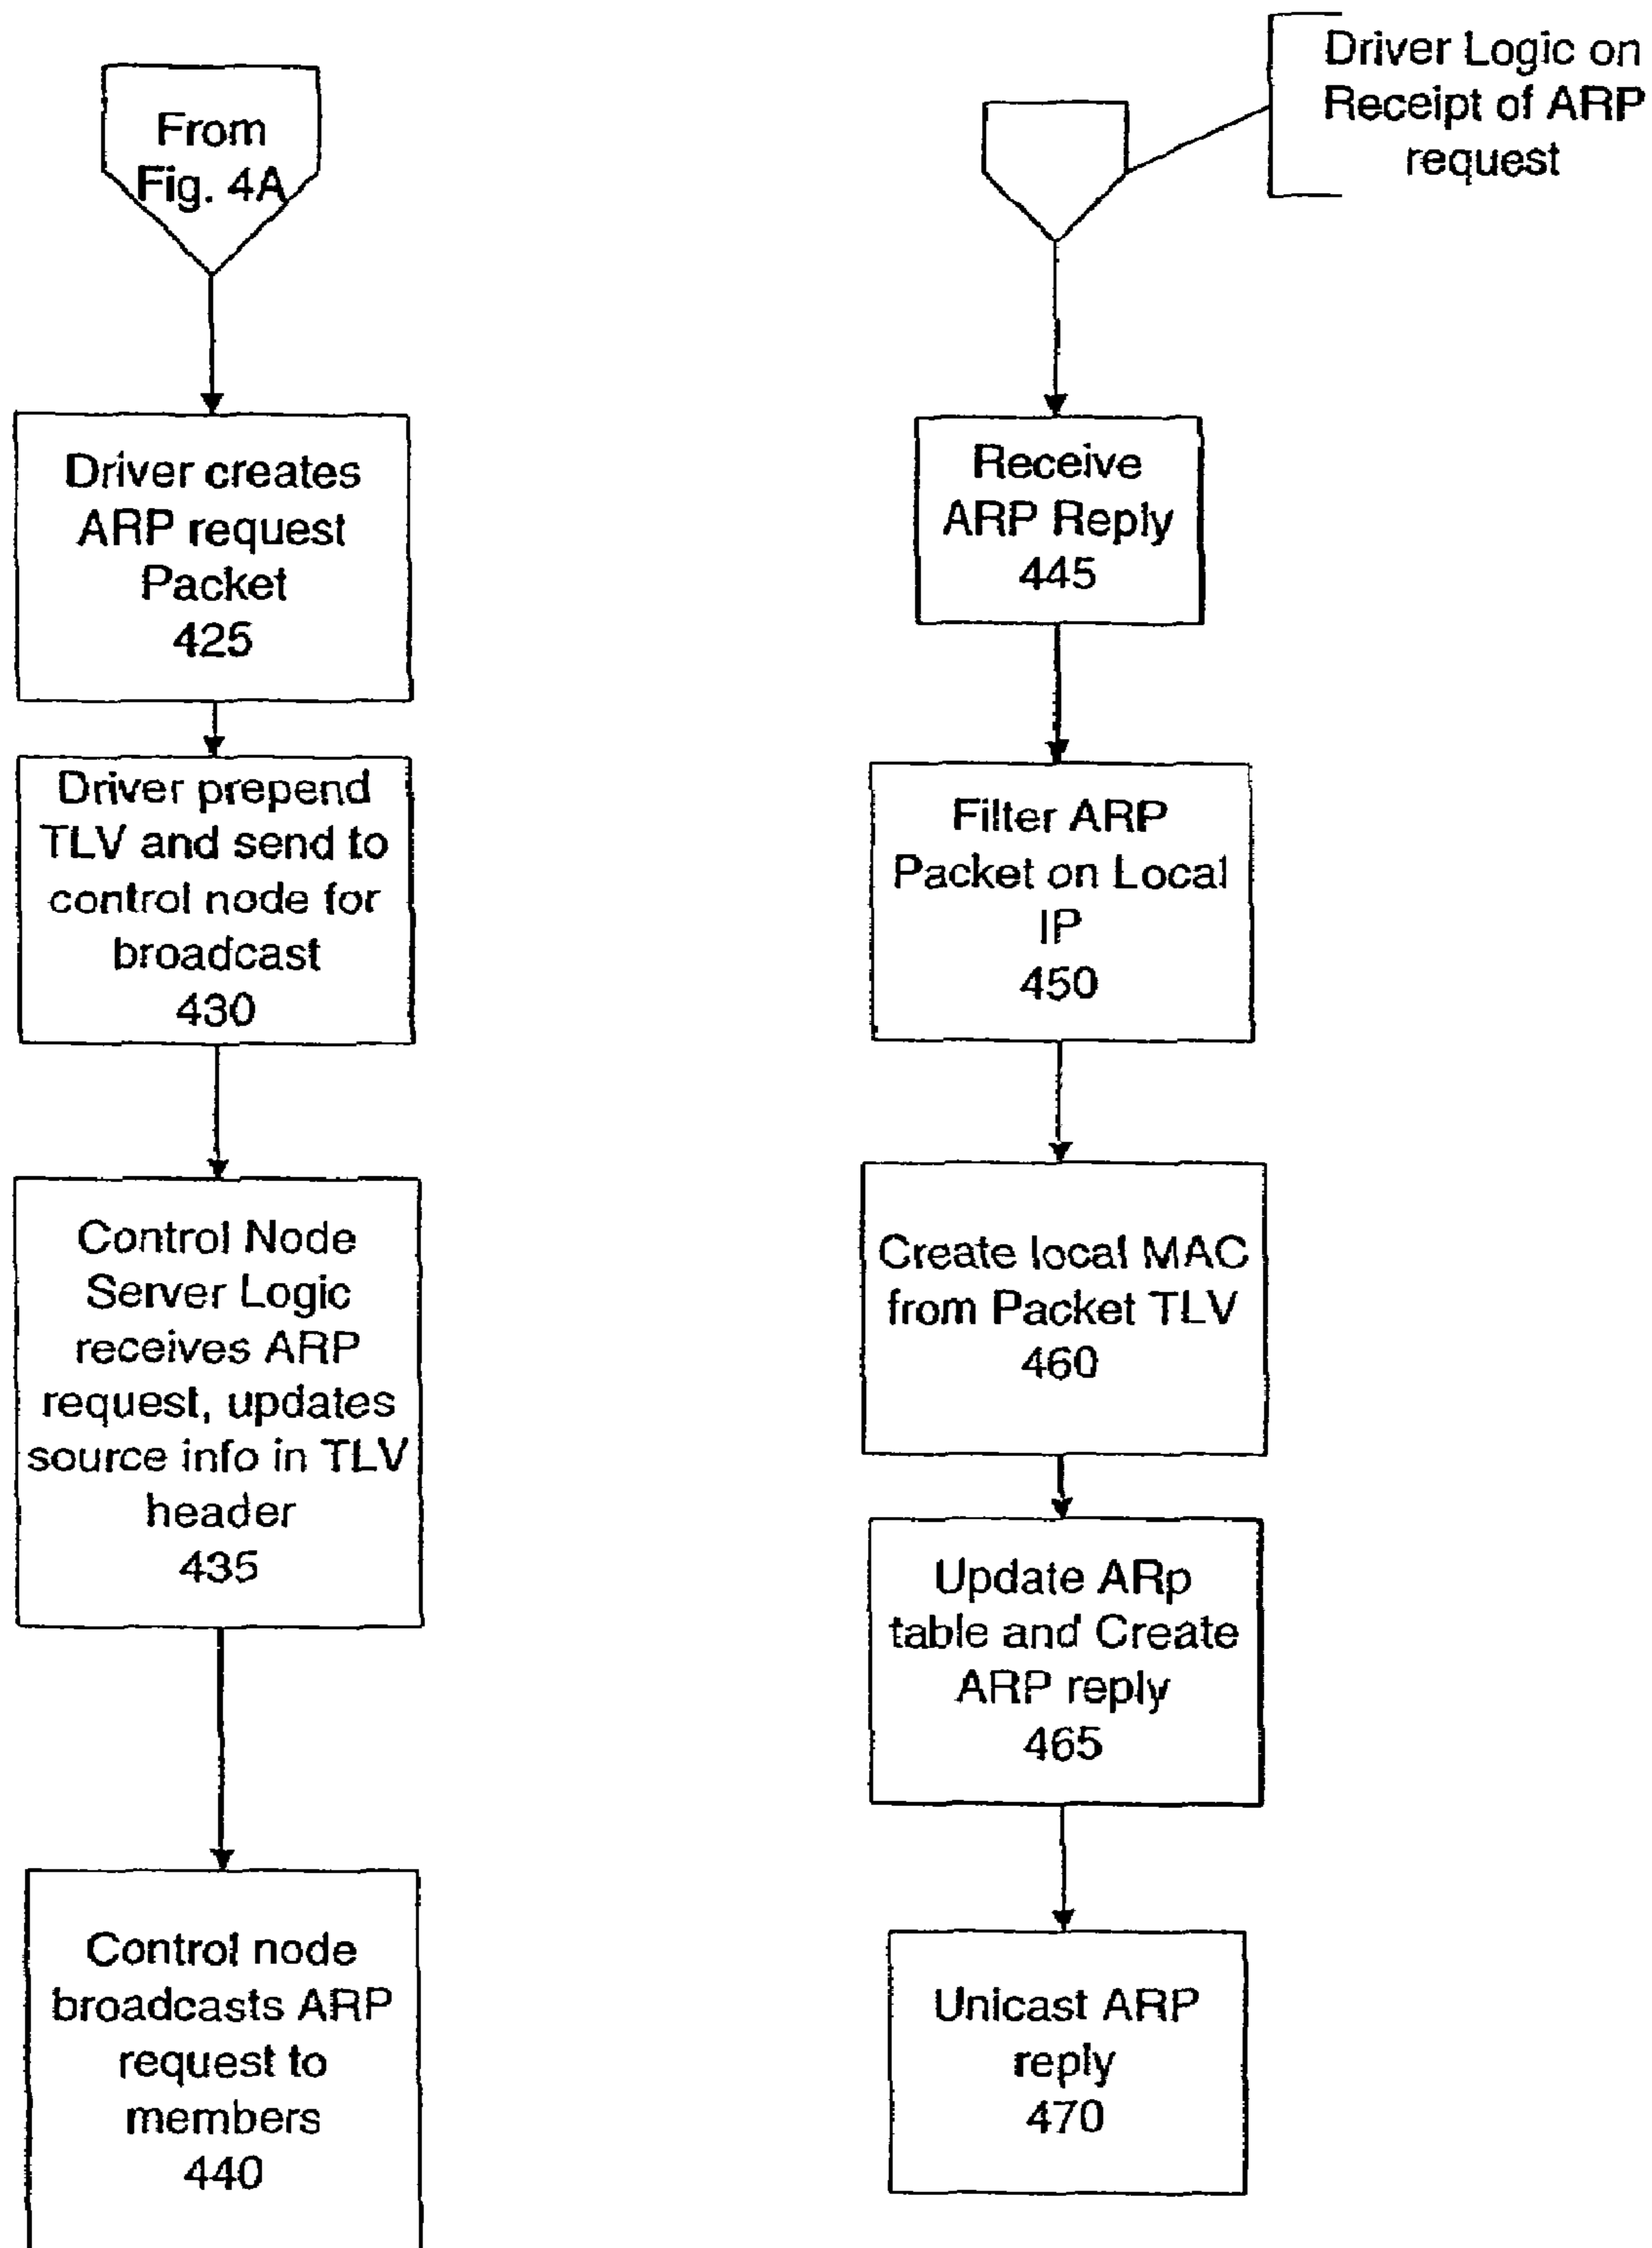 From
Fig. 4A
Driver creates
ARP request
Packet
425
Driver prepend
TLV and send to
control node for
broadcast
430
Control Node
Server Logic
receives ARP
request, updates
source info in TLV
header
435
Control node
broadcasts ARP
request to
members
440
Driver Logic on
Receipt of ARP
request
Receive
ARP Reply
445
Filter ARP
Packet on Local
IP
450
Create local MAC
from Packet TLV
460
Update ARp
table and Create
ARP reply
465
Unicast ARP
reply
470